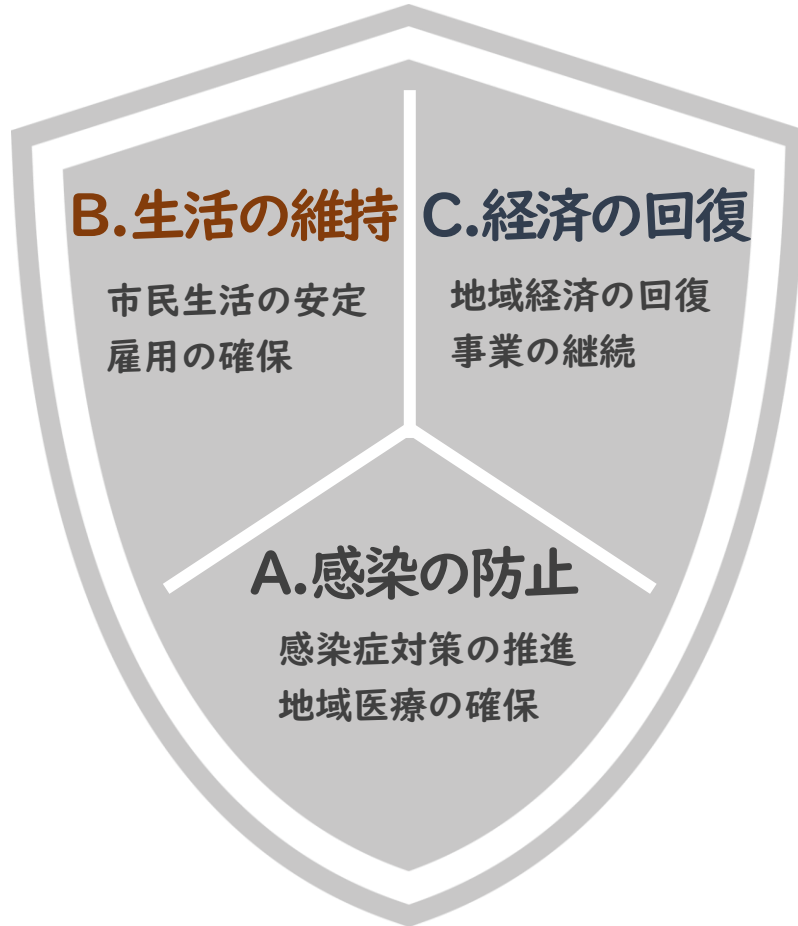 B.生活の維持
市民生活の安定
雇用の確保
C.経済の回復
地域経済の回復
事業の継続
A.感染の防止
感染症対策の推進
地域医療の確保